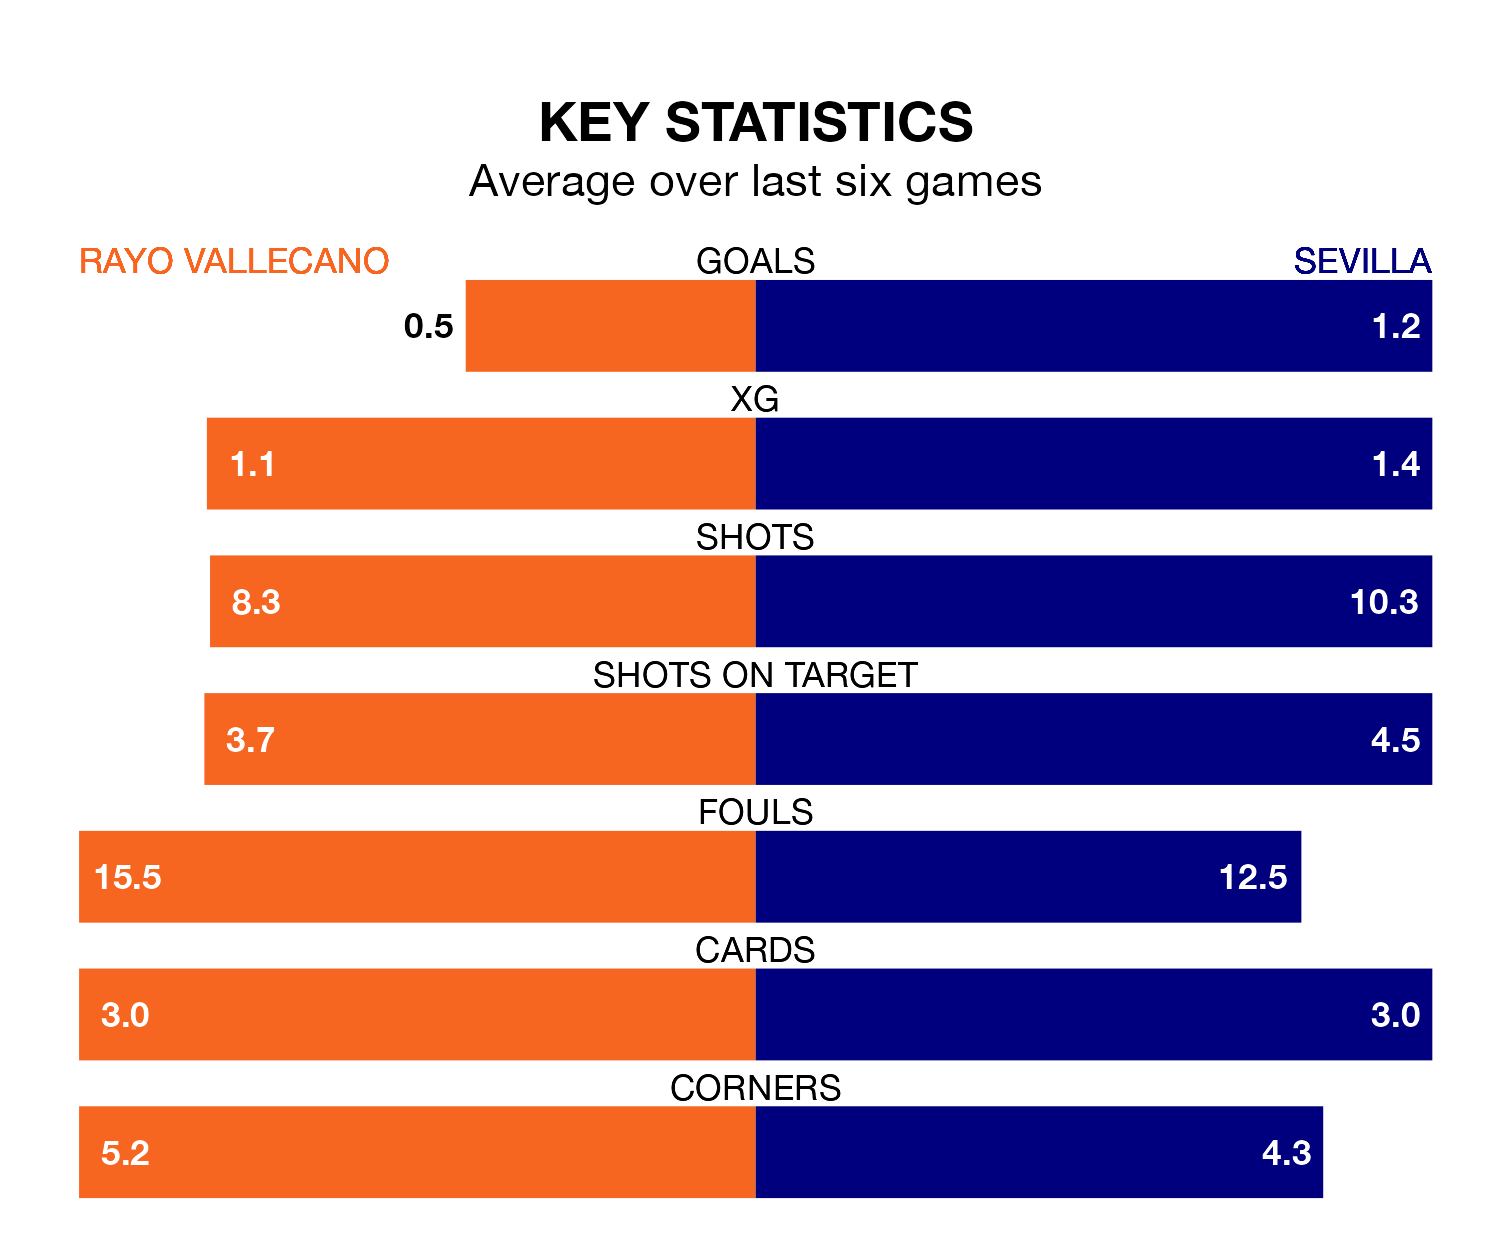 KEY STATISTICS
Average over last six games
RAYO VALLECANO GOALS SEVILLA
0.5 1.2
XG
1.1 1.4
SHOTS
8.3 10.3
SHOTS ON TARGET
3.7 4.5
FOULS
15.5 12.5
CARDS
3.0 3.0
CORNERS
5.2 4.3